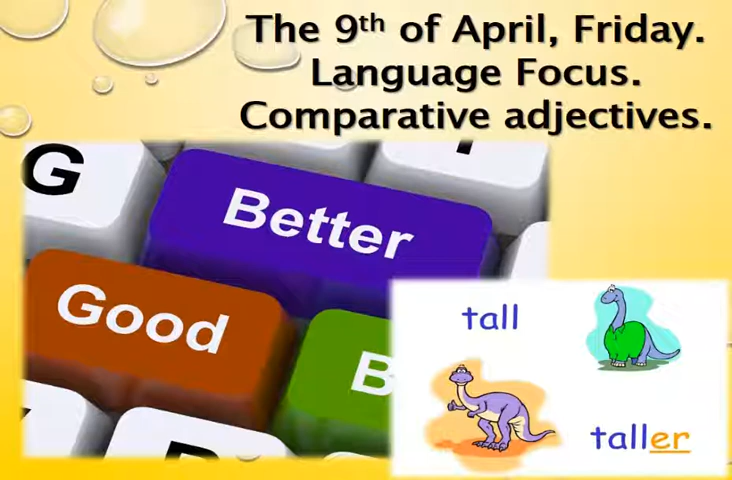 The 9th of April, Friday.
Language Focus.
Comparative adjectives.
G
Better
Good
B
tall
taller